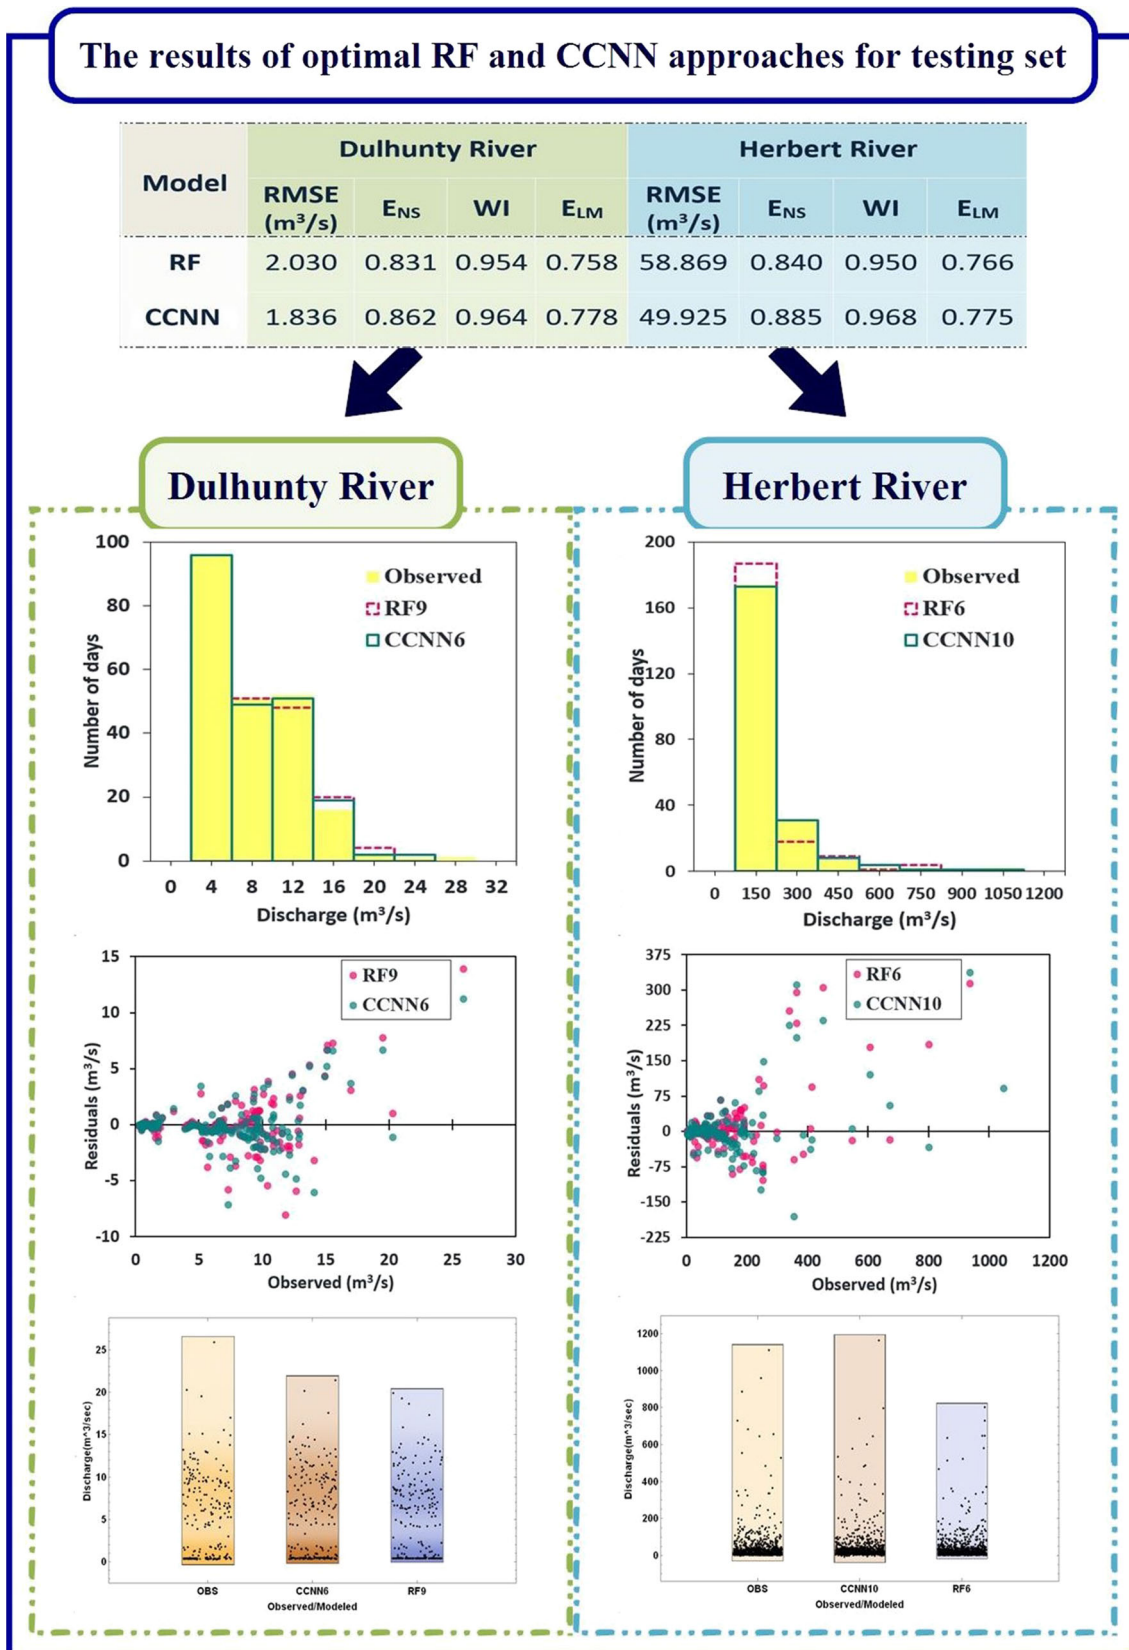 The results of optimal RF and CCNN approaches for testing set
Model
Dulhunty River
Herbert River
RMSE (m³/s) E_NS WI E_LM RMSE (m³/s) E_NS WI E_LM
RF 2.030 0.831 0.954 0.758 58.869 0.840 0.950 0.766
CCNN 1.836 0.862 0.964 0.778 49.925 0.885 0.968 0.775
Dulhunty River
100
80
60
40
20
0
Number of days
Observed
RF9
CCNN6
0 4 8 12 16 20 24 28 32
Discharge (m³/s)
15
10
5
0
-5
-10
Residuals (m³/s)
RF9
CCNN6
0 5 10 15 20 25 30
Observed (m³/s)
25
20
15
10
5
0
Discharge(m^3/sec)
OBS CCNN6 RF9
Observed/Modeled
Herbert River
200
160
120
80
40
0
Number of days
Observed
RF6
CCNN10
0 150 300 450 600 750 900 1050 1200
Discharge (m³/s)
375
300
225
150
75
0
-75
-150
-225
Residuals (m³/s)
RF6
CCNN10
0 200 400 600 800 1000 1200
Observed (m³/s)
1200
1000
800
600
400
200
0
Discharge(m^3/sec)
OBS CCNN10 RF6
Observed/Modeled